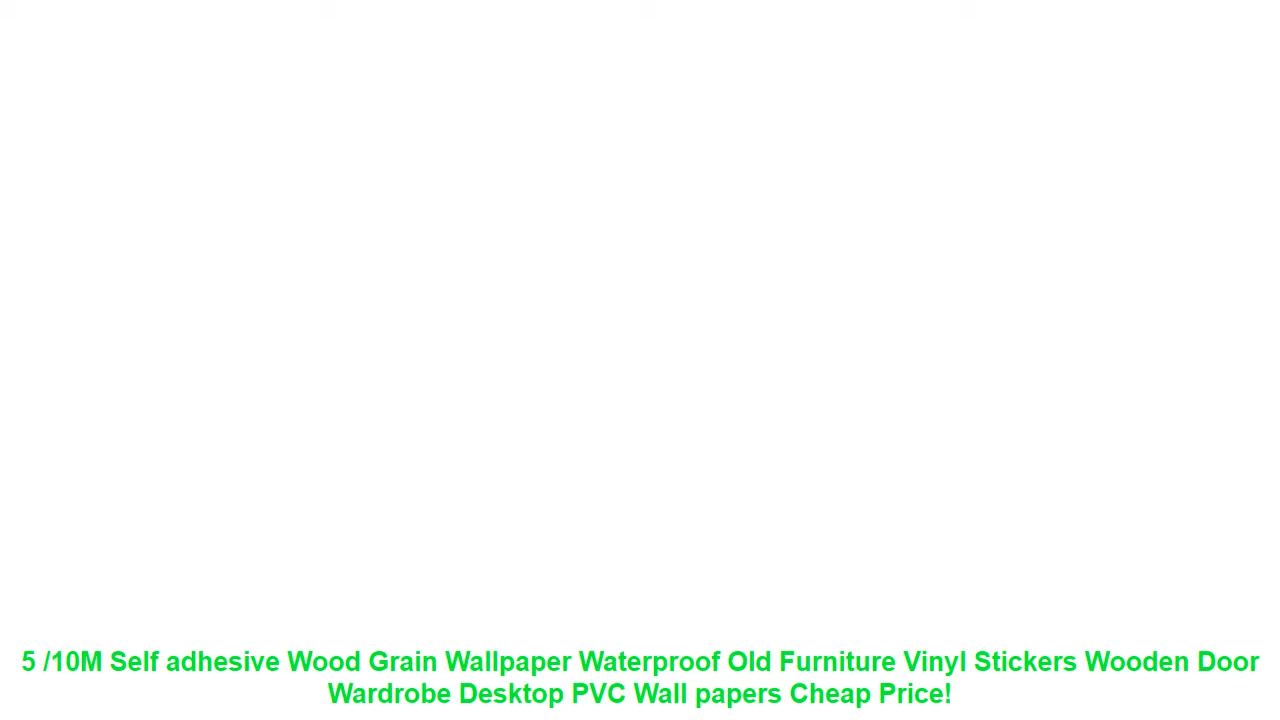 5 /10M Self adhesive Wood Grain Wallpaper Waterproof Old Furniture Vinyl Stickers Wooden Door
Wardrobe Desktop PVC Wall papers Cheap Price!